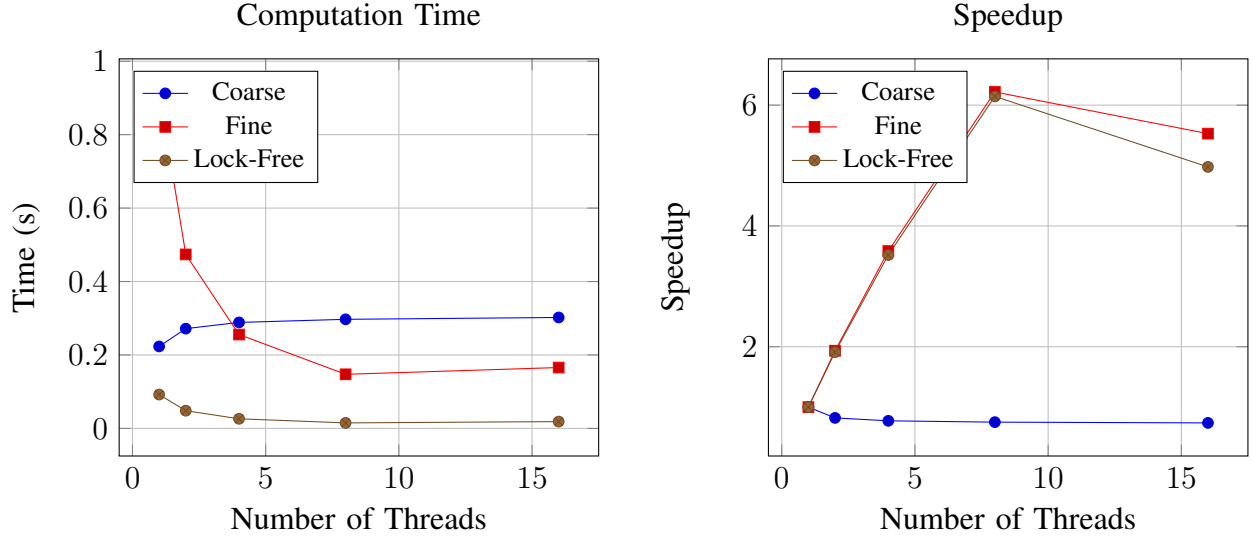 Computation Time
1
0.8
0.6
0.4
0.2
0
Time (s)
Coarse
Fine
Lock-Free
0 5 10 15
Number of Threads
Speedup
6
4
2
Speedup
Coarse
Fine
Lock-Free
0 5 10 15
Number of Threads